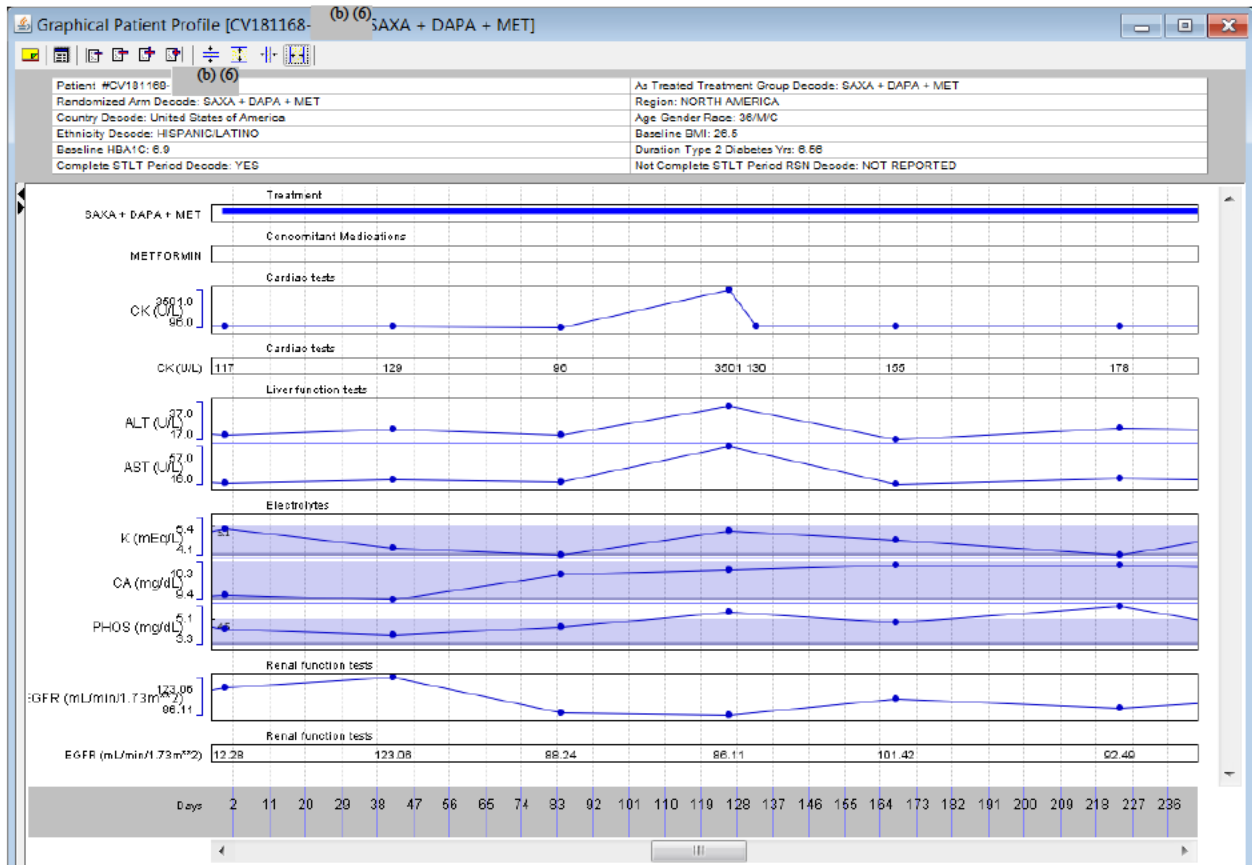 Graphical Patient Profile [CV181168- (b) (6) SAXA + DAPA + MET]
(b) (6)
Patient #CV181168- As Treated Treatment Group Decode: SAXA + DAPA + MET
Randomized Arm Decode: SAXA + DAPA + MET Region: NORTH AMERICA
Country Decode: United States of America Age Gender Race: 36/M/C
Ethnicity Decode: HISPANIC/LATINO Baseline BMI: 26.5
Baseline HBA1C: 6.9 Duration Type 2 Diabetes Yrs: 6.56
Complete STLT Period Decode: YES Not Complete STLT Period RSN Decode: NOT REPORTED
Treatment
SAXA + DAPA + MET
Concomitant Medications
METFORMIN
Cardiac tests
3501.0
CK (U/L)
96.0
Cardiac tests
CK (U/L) 117 129 96 3501 130 155 178
Liver function tests
37.0
ALT (U/L)
17.0
57.0
AST (U/L)
16.0
Electrolytes
5.4 5.1
K (mEq/L)
4.1
10.3
CA (mg/dL)
9.4
5.1 4.5
PHOS (mg/dL)
3.3
Renal function tests
123.06
EGFR (mL/min/1.73m**2)
86.11
Renal function tests
EGFR (mL/min/1.73m**2) 12.28 123.06 88.24 86.11 101.42 92.49
Days 2 11 20 29 38 47 56 65 74 83 92 101 110 119 128 137 146 155 164 173 182 191 200 209 218 227 236